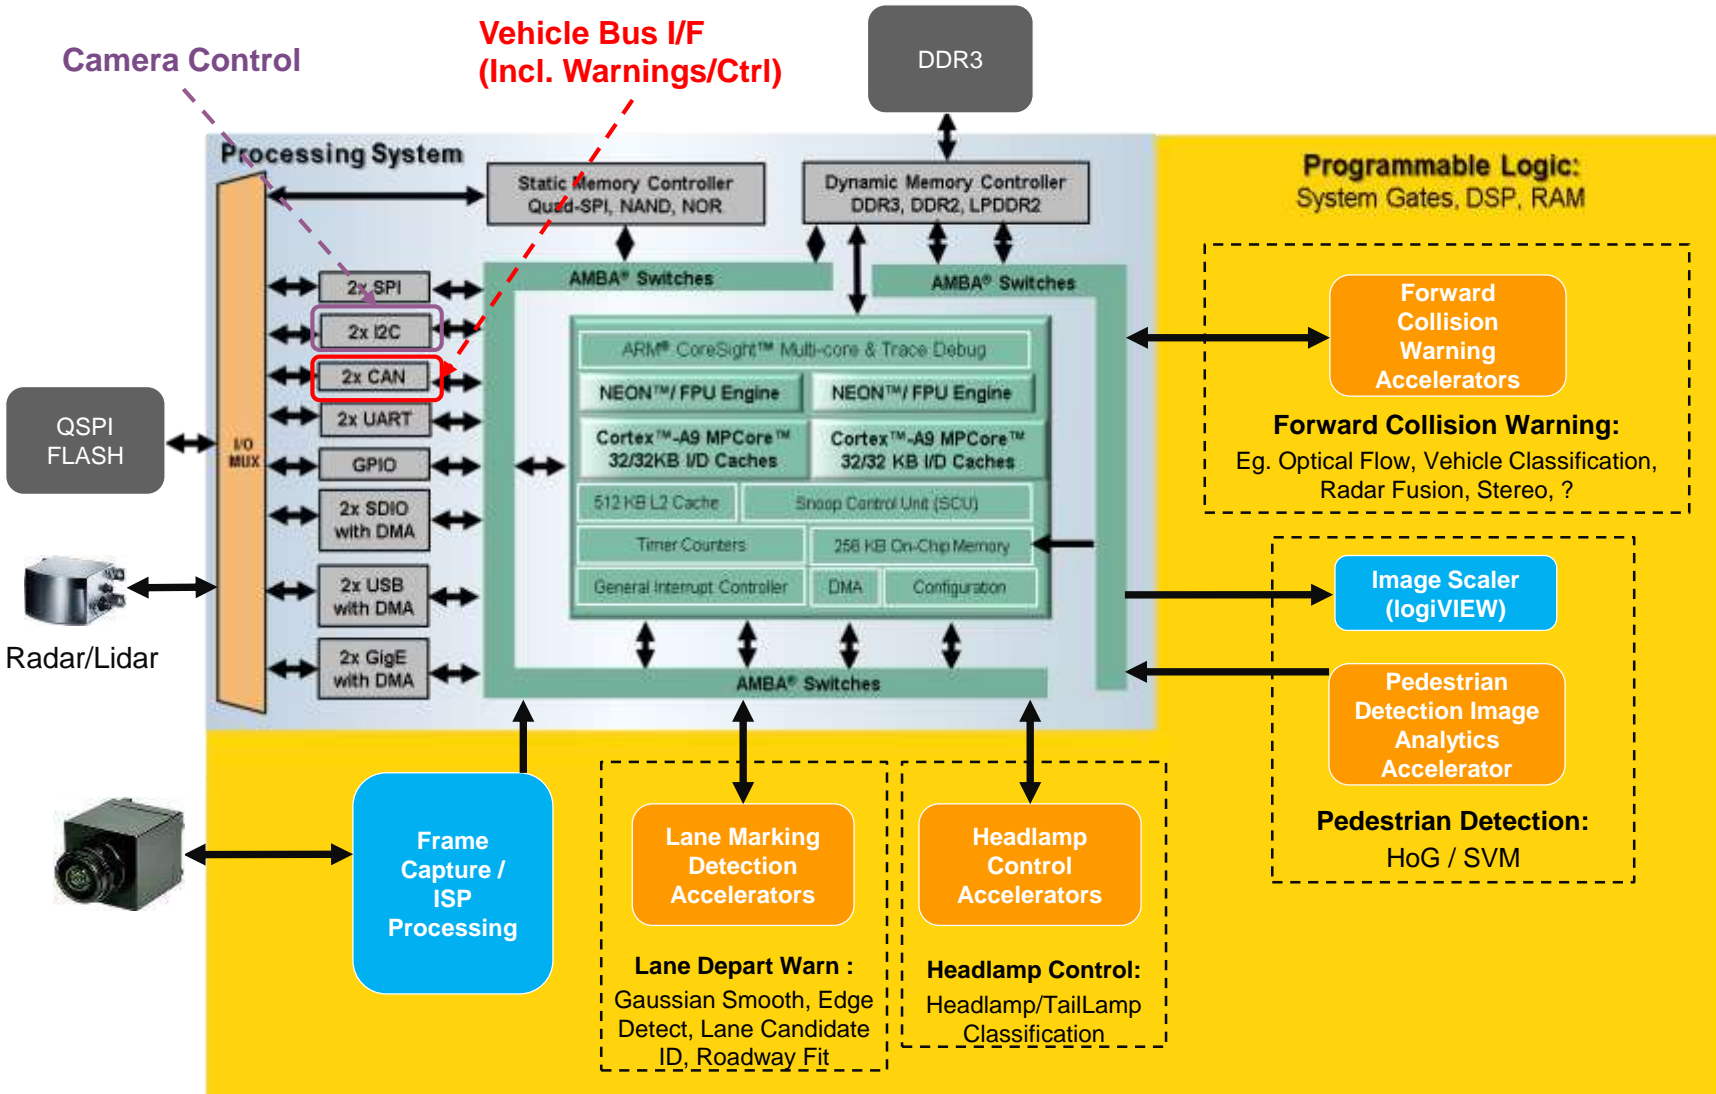 Camera Control
Vehicle Bus I/F
(Incl. Warnings/Ctrl)
DDR3
Processing System
Static Memory Controller
Quad-SPI, NAND, NOR
Dynamic Memory Controller
DDR3, DDR2, LPDDR2
Programmable Logic:
System Gates, DSP, RAM
AMBA® Switches
AMBA® Switches
2x SPI
2x I2C
2x CAN
2x UART
GPIO
2x SDIO
with DMA
2x USB
with DMA
2x GigE
with DMA
I/O
MUX
QSPI
FLASH
Radar/Lidar
ARM® CoreSight™ Multi-core & Trace Debug
NEON™/ FPU Engine
NEON™/ FPU Engine
Cortex™-A9 MPCore™
32/32KB I/D Caches
Cortex™-A9 MPCore™
32/32 KB I/D Caches
512 KB L2 Cache
Snoop Control Unit (SCU)
Timer Counters
256 KB On-Chip Memory
General Interrupt Controller
DMA
Configuration
AMBA® Switches
Forward
Collision
Warning
Accelerators
Forward Collision Warning:
Eg. Optical Flow, Vehicle Classification,
Radar Fusion, Stereo, ?
Image Scaler
(logiVIEW)
Pedestrian
Detection Image
Analytics
Accelerator
Pedestrian Detection:
HoG / SVM
Frame
Capture /
ISP
Processing
Lane Marking
Detection
Accelerators
Lane Depart Warn :
Gaussian Smooth, Edge
Detect, Lane Candidate
ID, Roadway Fit
Headlamp
Control
Accelerators
Headlamp Control:
Headlamp/TailLamp
Classification